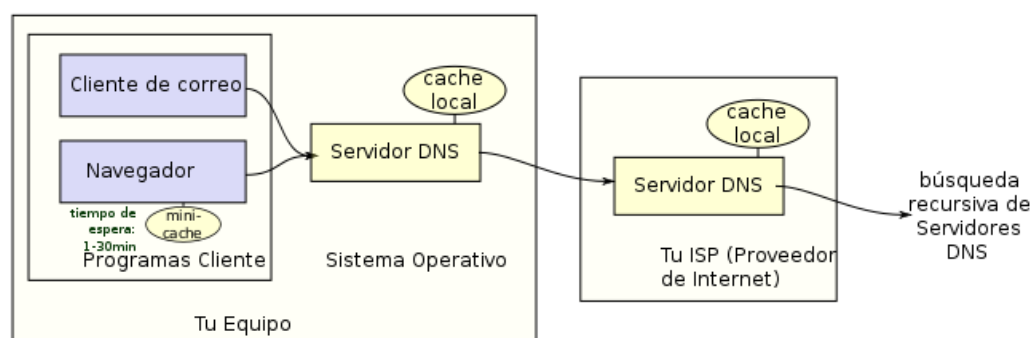 Cliente de correo
Navegador
tiempo de
espera:
1-30min
mini-
cache
Programas Cliente
cache
local
Servidor DNS
Sistema Operativo
Tu Equipo
cache
local
Servidor DNS
Tu ISP (Proveedor
de Internet)
búsqueda
recursiva de
Servidores
DNS